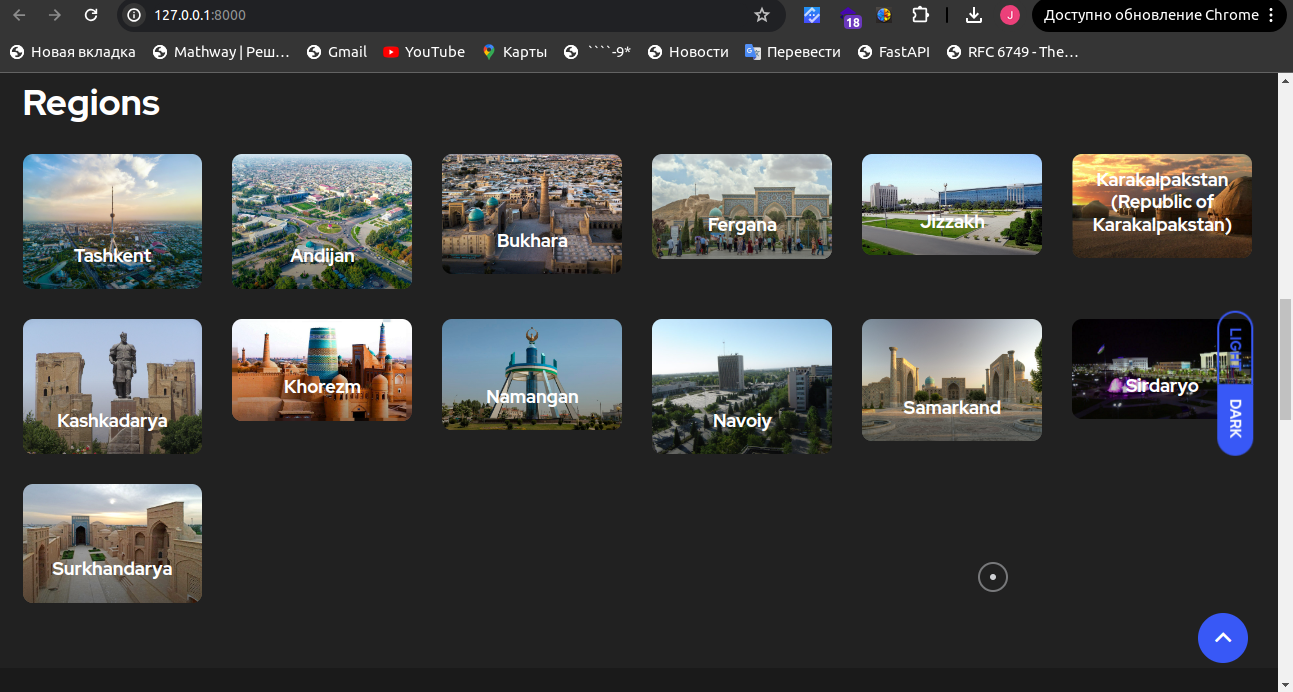 127.0.0.1:8000
18
J
Доступно обновление Chrome
Новая вкладка
Mathway | Реш...
Gmail
YouTube
Карты
````-9*
Новости
Перевести
FastAPI
RFC 6749 - The...
Regions
Tashkent
Andijan
Bukhara
Fergana
Jizzakh
Karakalpakstan
(Republic of
Karakalpakstan)
Kashkadarya
Khorezm
Namangan
Navoiy
Samarkand
Sirdaryo
LIGHT
DARK
Surkhandarya